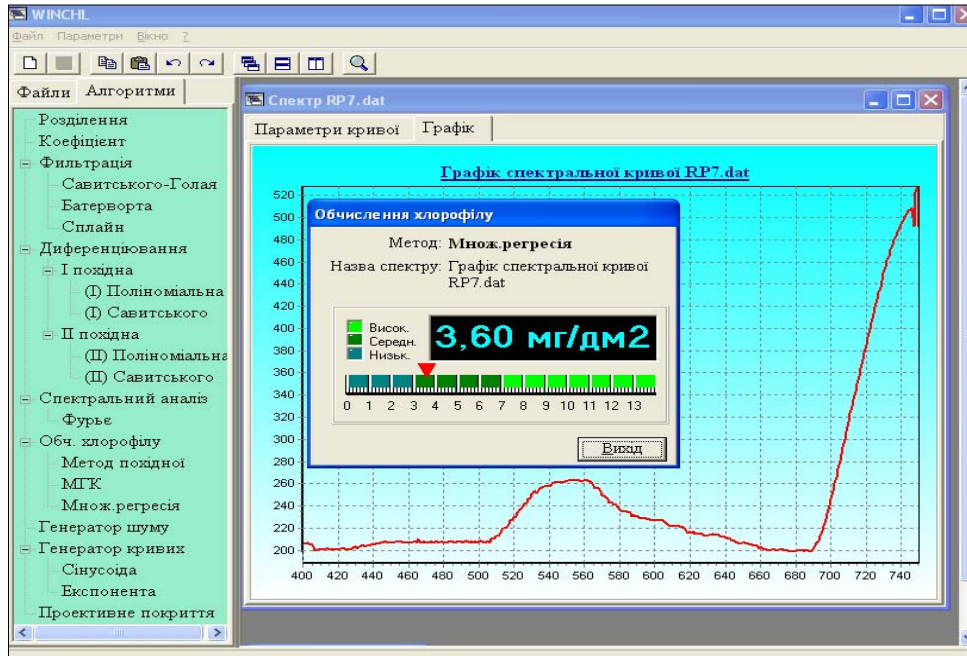 WINCHL
Файл Параметри Вікно ?
Файли Алгоритми
Розділення
Коефіцієнт
Фильтрація
Савитського-Голая
Батерворта
Сплайн
Диференціювання
I похідна
(I) Поліноміальна
(I) Савитського
II похідна
(II) Поліноміальна
(II) Савитського
Спектральний аналіз
Фурьє
Обч. хлорофілу
Метод похідної
МГК
Множ.регресія
Генератор шуму
Генератор кривих
Сінусоїда
Експонента
Проективне покриття
Спектр RP7.dat
Параметри кривої Графік
Графік спектральної кривої RP7.dat
520
500
480
460
440
420
400
380
360
340
320
300
280
260
240
220
200
400 420 440 460 480 500 520 540 560 580 600 620 640 660 680 700 720 740
Обчислення хлорофілу
Метод: Множ.регресія
Назва спектру: Графік спектральної кривої
RP7.dat
Висок.
Середн.
Низьк.
3,60 мг/дм2
0 1 2 3 4 5 6 7 8 9 10 11 12 13
Вихід